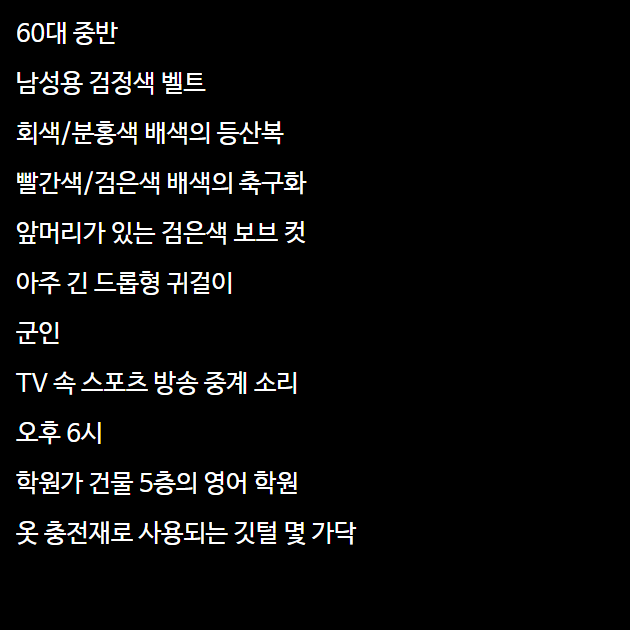 60대 중반
남성용 검정색 벨트
회색/분홍색 배색의 등산복
빨간색/검은색 배색의 축구화
앞머리가 있는 검은색 보브 컷
아주 긴 드롭형 귀걸이
군인
TV 속 스포츠 방송 중계 소리
오후 6시
학원가 건물 5층의 영어 학원
옷 충전재로 사용되는 깃털 몇 가닥